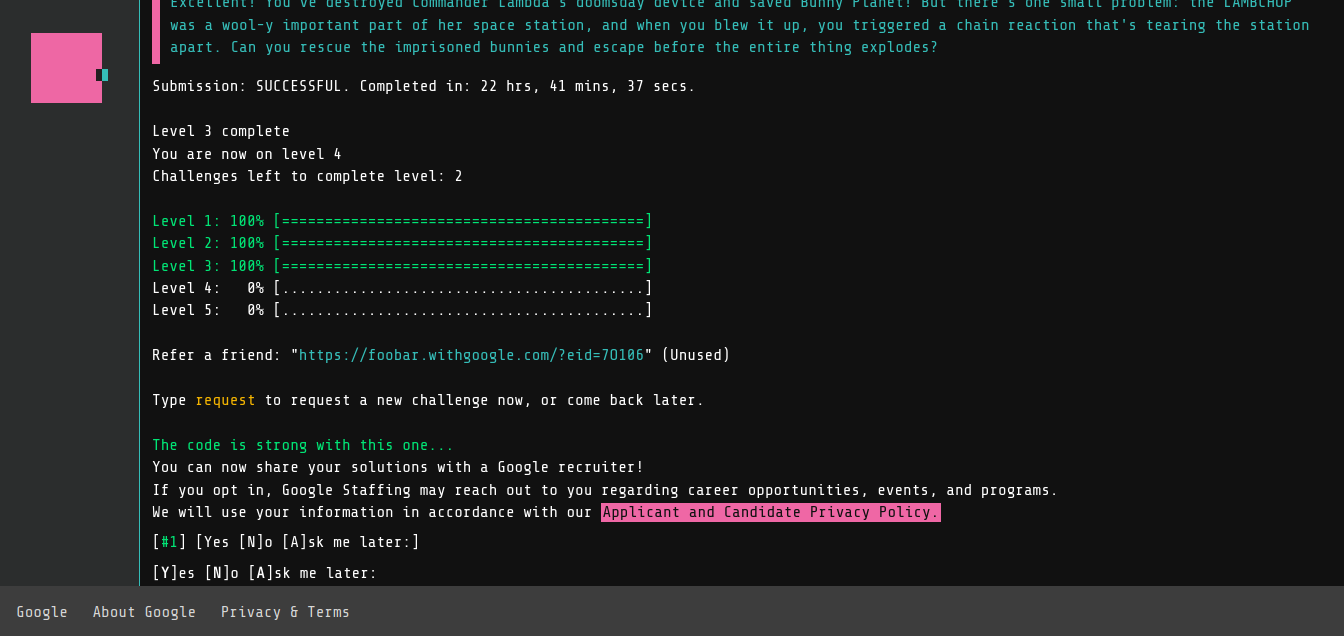 Excellent! You've destroyed Commander Lambda's doomsday device and saved Bunny Planet! But there's one small problem: the LAMBCHOP
was a wool-y important part of her space station, and when you blew it up, you triggered a chain reaction that's tearing the station
apart. Can you rescue the imprisoned bunnies and escape before the entire thing explodes?
Submission: SUCCESSFUL. Completed in: 22 hrs, 41 mins, 37 secs.
Level 3 complete
You are now on level 4
Challenges left to complete level: 2
Level 1: 100% [==========================================]
Level 2: 100% [==========================================]
Level 3: 100% [==========================================]
Level 4:   0% [..........................................]
Level 5:   0% [..........................................]
Refer a friend: "https://foobar.withgoogle.com/?eid=7O106" (Unused)
Type request to request a new challenge now, or come back later.
The code is strong with this one...
You can now share your solutions with a Google recruiter!
If you opt in, Google Staffing may reach out to you regarding career opportunities, events, and programs.
We will use your information in accordance with our Applicant and Candidate Privacy Policy.
[#1] [Yes [N]o [A]sk me later:]
[Y]es [N]o [A]sk me later:
Google About Google Privacy & Terms